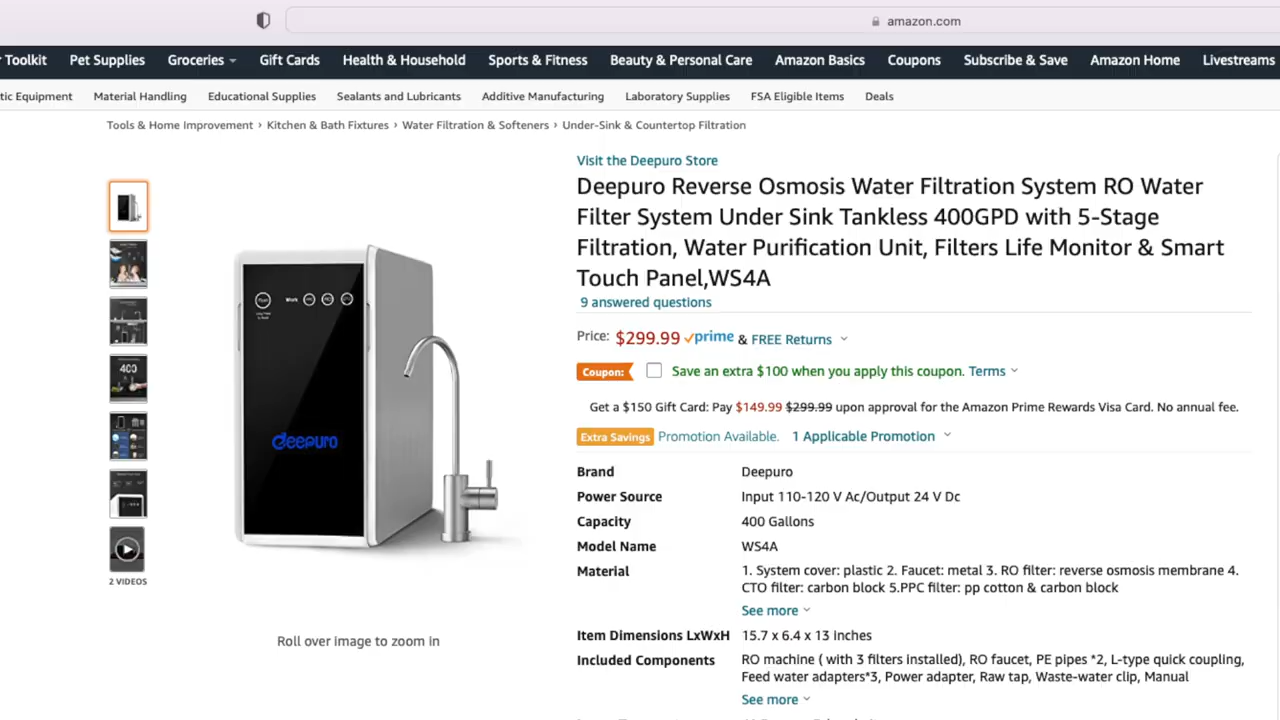 amazon.com
Toolkit Pet Supplies Groceries Gift Cards Health & Household Sports & Fitness Beauty & Personal Care Amazon Basics Coupons Subscribe & Save Amazon Home Livestreams
tic Equipment Material Handling Educational Supplies Sealants and Lubricants Additive Manufacturing Laboratory Supplies FSA Eligible Items Deals
Tools & Home Improvement › Kitchen & Bath Fixtures › Water Filtration & Softeners › Under-Sink & Countertop Filtration
Visit the Deepuro Store
Deepuro Reverse Osmosis Water Filtration System RO Water
Filter System Under Sink Tankless 400GPD with 5-Stage
Filtration, Water Purification Unit, Filters Life Monitor & Smart
Touch Panel,WS4A
9 answered questions
Price: $299.99 prime & FREE Returns
Coupon: Save an extra $100 when you apply this coupon. Terms
Get a $150 Gift Card: Pay $149.99 $299.99 upon approval for the Amazon Prime Rewards Visa Card. No annual fee.
Extra Savings Promotion Available. 1 Applicable Promotion
Brand Deepuro
Power Source Input 110-120 V Ac/Output 24 V Dc
Capacity 400 Gallons
Model Name WS4A
Material 1. System cover: plastic 2. Faucet: metal 3. RO filter: reverse osmosis membrane 4.
CTO filter: carbon block 5.PPC filter: pp cotton & carbon block
See more
Item Dimensions LxWxH 15.7 x 6.4 x 13 inches
Included Components RO machine ( with 3 filters installed), RO faucet, PE pipes *2, L-type quick coupling,
Feed water adapters*3, Power adapter, Raw tap, Waste-water clip, Manual
See more
Work
deepuro
400
2 VIDEOS
Roll over image to zoom in